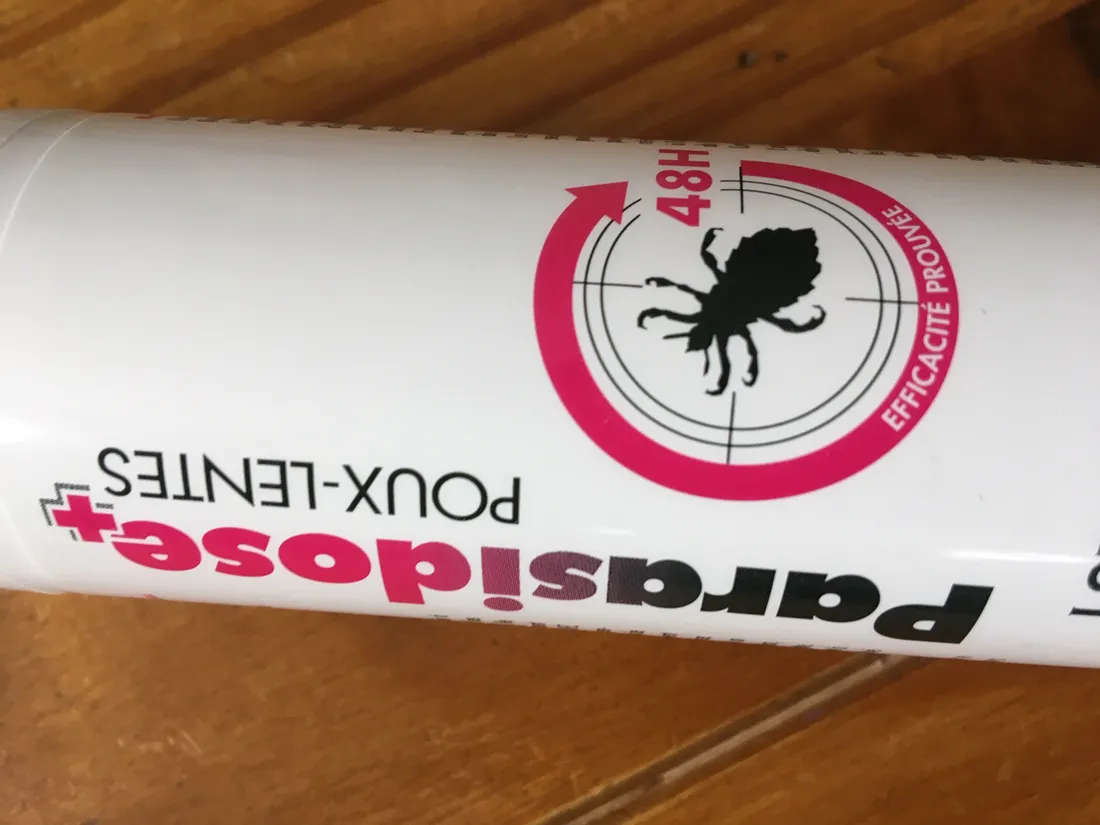 Parasidose+
POUX-LENTES
EFFICACITÉ PROUVÉE
48H